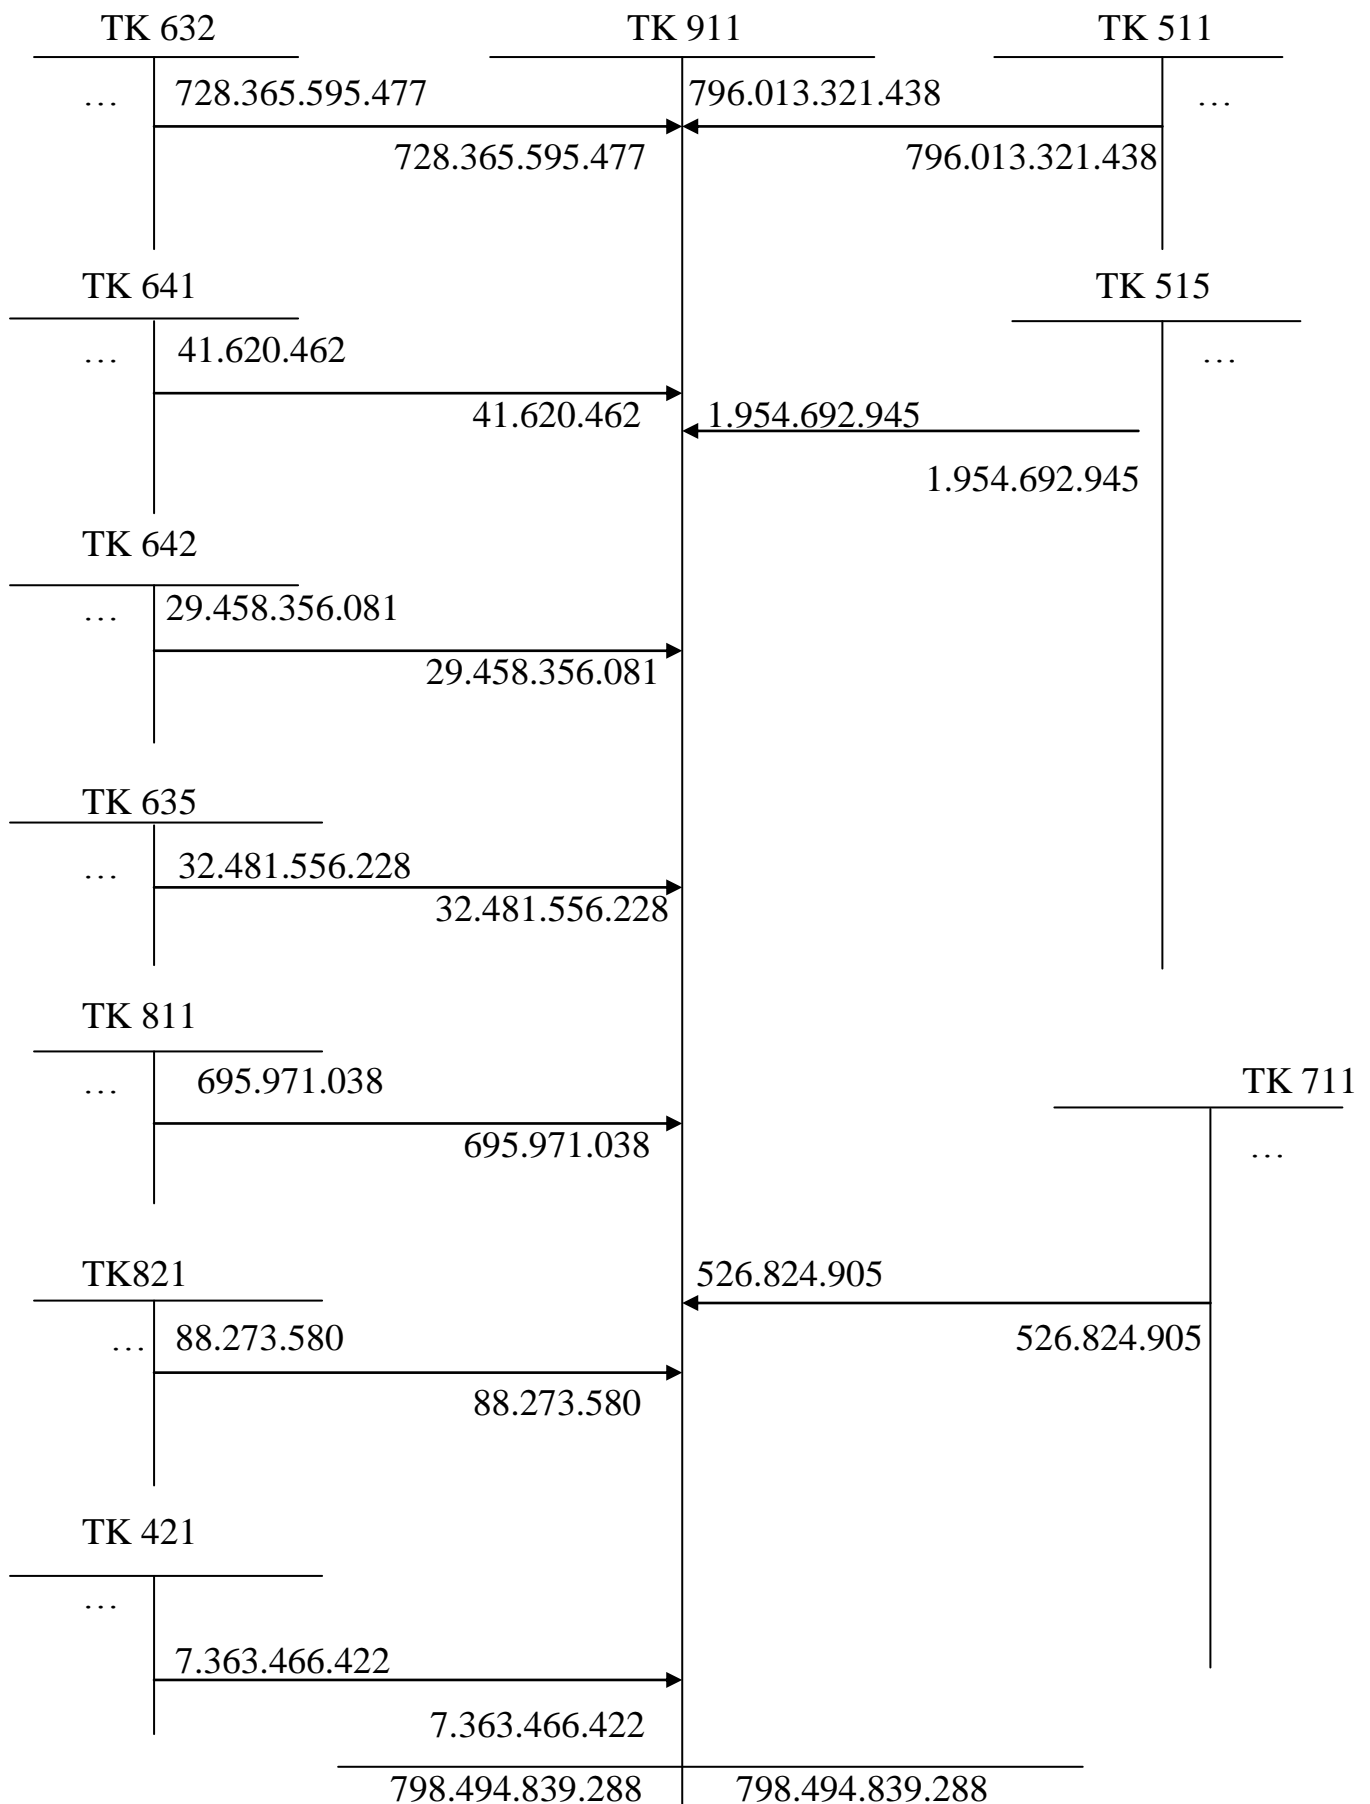 TK 632 TK 911 TK 511
… 728.365.595.477 796.013.321.438 …
728.365.595.477 796.013.321.438
TK 641 TK 515
… 41.620.462 …
41.620.462 1.954.692.945
1.954.692.945
TK 642
… 29.458.356.081
29.458.356.081
TK 635
… 32.481.556.228
32.481.556.228
TK 811
… 695.971.038 TK 711
695.971.038 …
TK821 526.824.905
… 88.273.580 526.824.905
88.273.580
TK 421
…
7.363.466.422
7.363.466.422
798.494.839.288 798.494.839.288